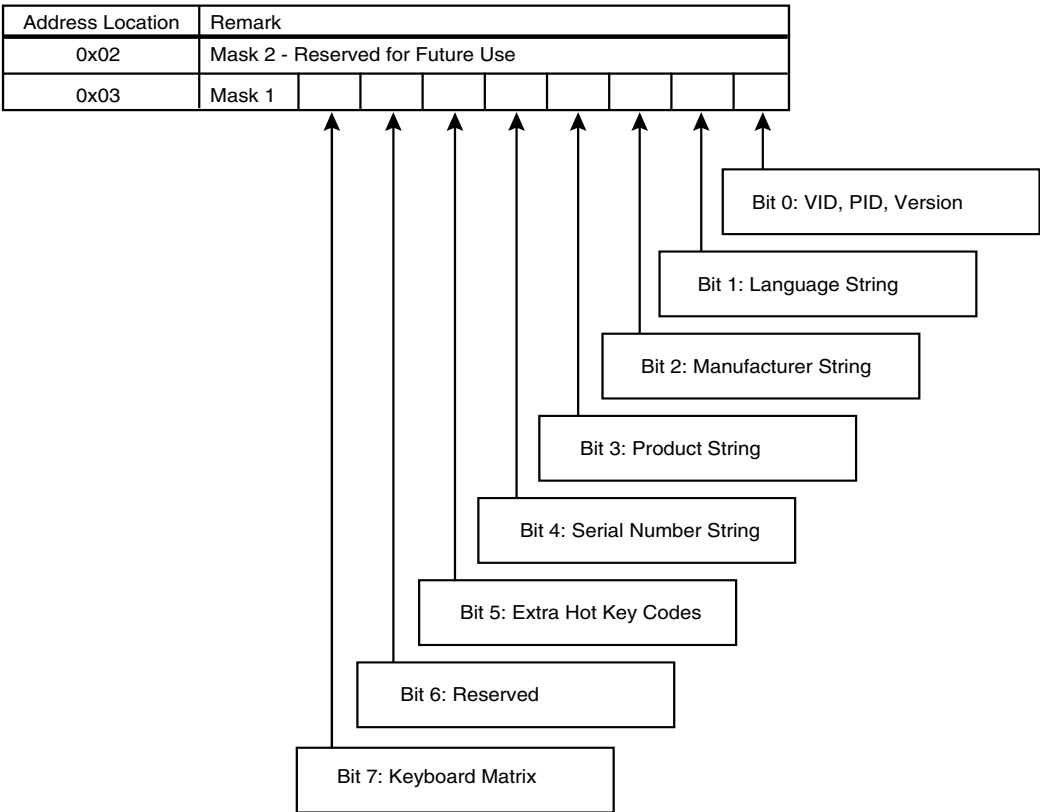 Address Location Remark
0x02 Mask 2 - Reserved for Future Use
0x03 Mask 1
Bit 0: VID, PID, Version
Bit 1: Language String
Bit 2: Manufacturer String
Bit 3: Product String
Bit 4: Serial Number String
Bit 5: Extra Hot Key Codes
Bit 6: Reserved
Bit 7: Keyboard Matrix